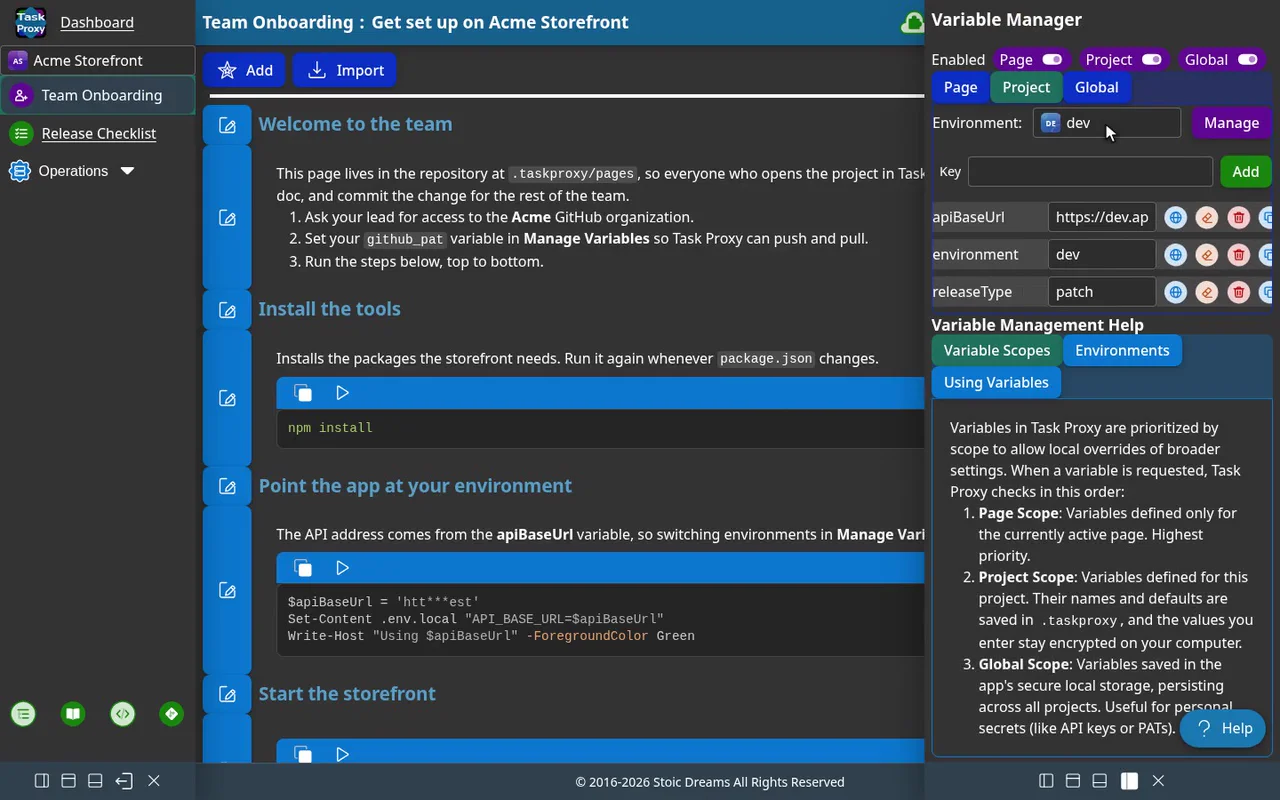 Task
Proxy
Dashboard
AS
Acme Storefront
Team Onboarding
Release Checklist
Operations
Team Onboarding : Get set up on Acme Storefront
Add
Import
Welcome to the team
This page lives in the repository at .taskproxy/pages, so everyone who opens the project in Task
doc, and commit the change for the rest of the team.
1. Ask your lead for access to the Acme GitHub organization.
2. Set your github_pat variable in Manage Variables so Task Proxy can push and pull.
3. Run the steps below, top to bottom.
Install the tools
Installs the packages the storefront needs. Run it again whenever package.json changes.
npm install
Point the app at your environment
The API address comes from the apiBaseUrl variable, so switching environments in Manage Vari
$apiBaseUrl = 'htt***est'
Set-Content .env.local "API_BASE_URL=$apiBaseUrl"
Write-Host "Using $apiBaseUrl" -ForegroundColor Green
Start the storefront
Variable Manager
Enabled
Page
Project
Global
Page
Project
Global
Environment:
DE
dev
Manage
Key
Add
apiBaseUrl
https://dev.ap
environment
dev
releaseType
patch
Variable Management Help
Variable Scopes
Environments
Using Variables
Variables in Task Proxy are prioritized by
scope to allow local overrides of broader
settings. When a variable is requested, Task
Proxy checks in this order:
1. Page Scope: Variables defined only for
the currently active page. Highest
priority.
2. Project Scope: Variables defined for this
project. Their names and defaults are
saved in .taskproxy, and the values you
enter stay encrypted on your computer.
3. Global Scope: Variables saved in the
app's secure local storage, persisting
across all projects. Useful for personal
secrets (like API keys or PATs).
Help
© 2016-2026 Stoic Dreams All Rights Reserved